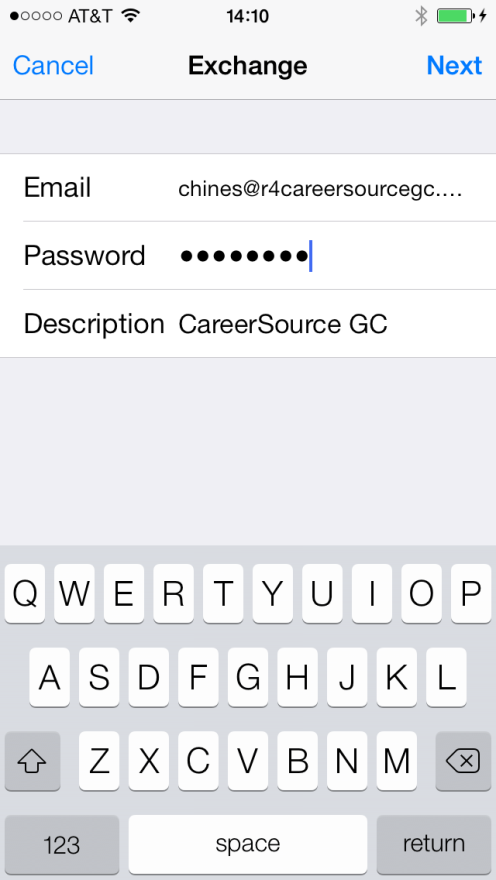 AT&T 14:10
Cancel Exchange Next
Email chines@r4careersourcegc....
Password ••••••••
Description CareerSource GC
Q W E R T Y U I O P
A S D F G H J K L
Z X C V B N M
123 space return